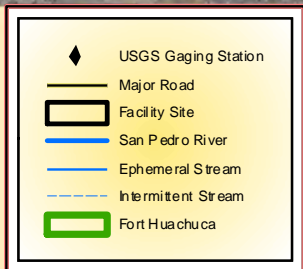 USGS Gaging Station
Major Road
Facility Site
San Pedro River
Ephemeral Stream
Intermittent Stream
Fort Huachuca